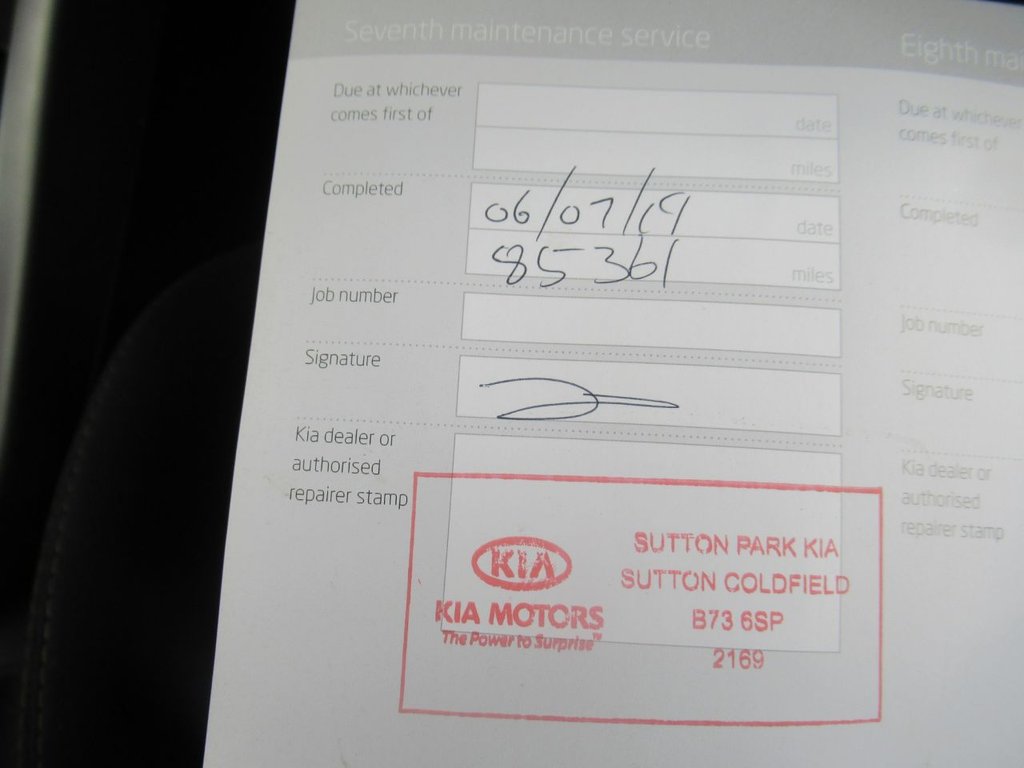 Seventh maintenance service
Due at whichever
comes first of
date
miles
Completed
06/07/19
date
85361
miles
Job number
Signature
Kia dealer or
authorised
repairer stamp
KIA
KIA MOTORS
The Power to Surprise™
SUTTON PARK KIA
SUTTON COLDFIELD
B73 6SP
2169
Eighth mai
Due at whichever
comes first of
Completed
Job number
Signature
Kia dealer or
authorised
repairer stamp